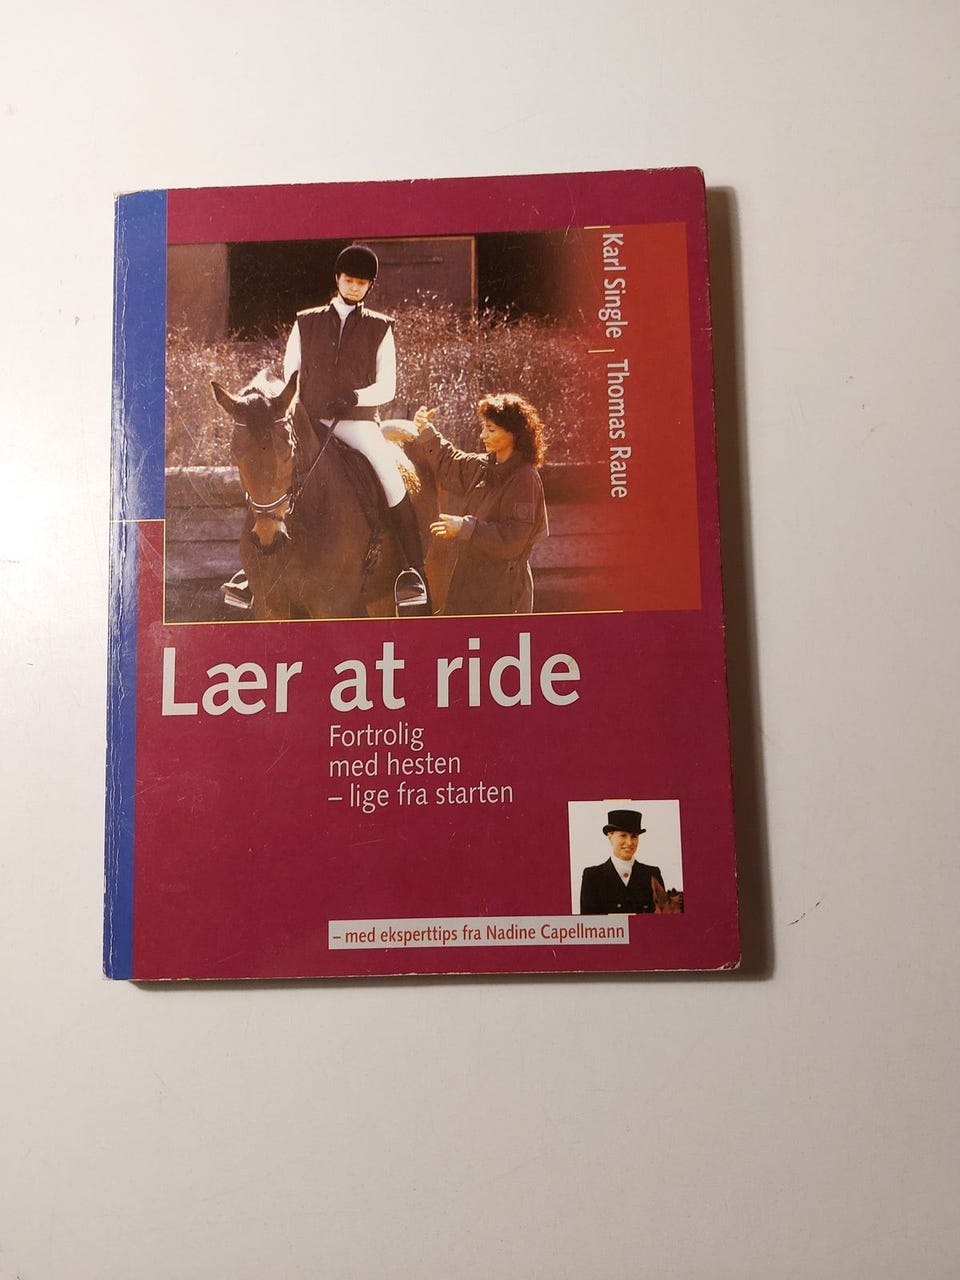 Karl Single | Thomas Raue
Lær at ride
Fortrolig
med hesten
– lige fra starten
– med eksperttips fra Nadine Capellmann